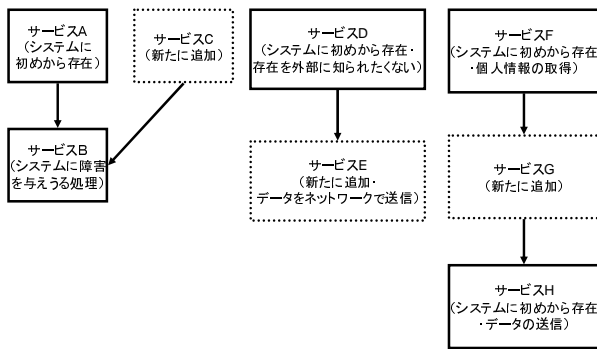 サービスA
(システムに
初めから存在)
サービスC
(新たに追加)
サービスB
(システムに障害
を与えうる処理)
サービスD
(システムに初めから存在・
存在を外部に知られたくない)
サービスE
(新たに追加・
データをネットワークで送信)
サービスF
(システムに初めから存在
・個人情報の取得)
サービスG
(新たに追加)
サービスH
(システムに初めから存在
・データの送信)